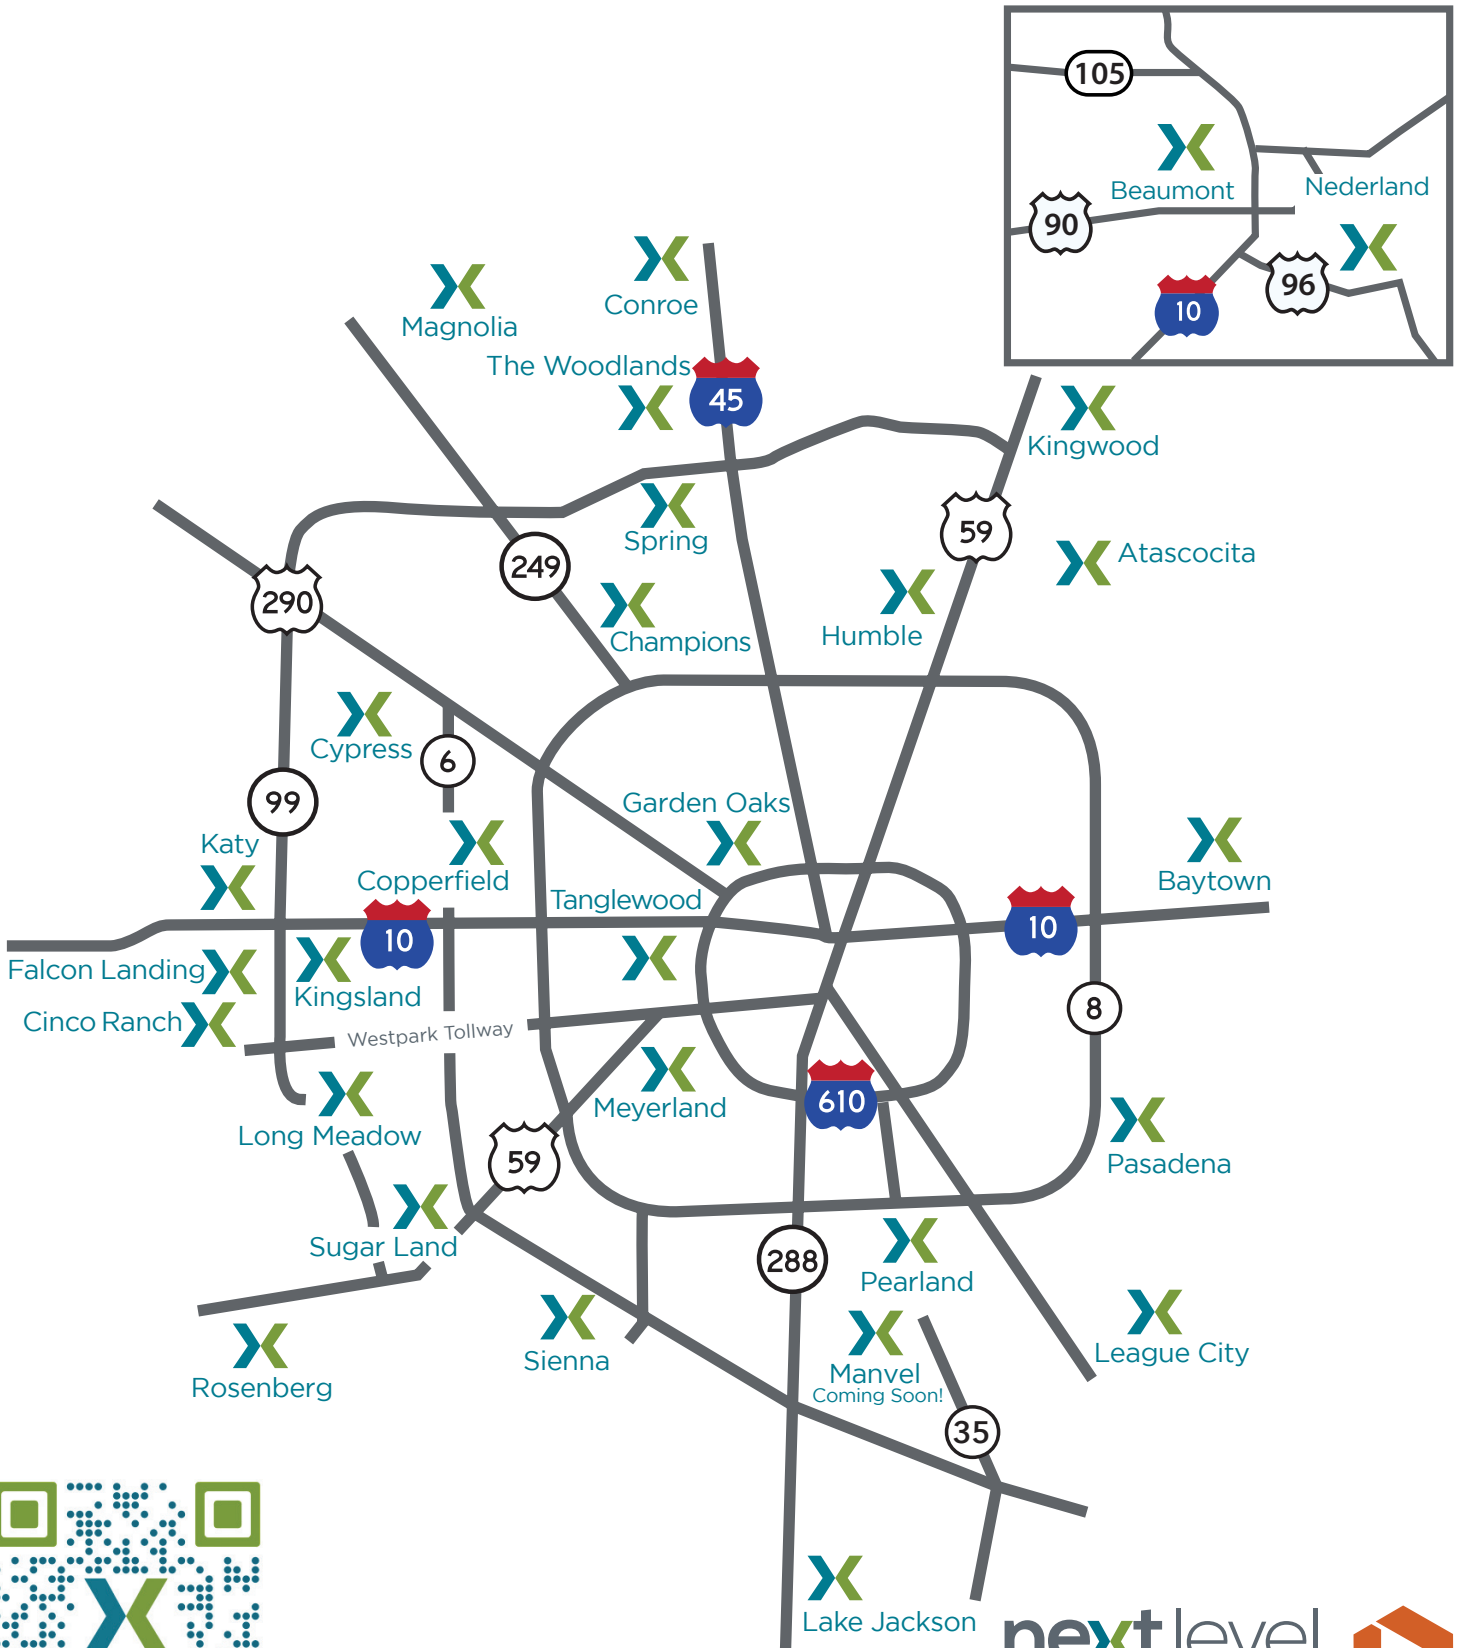 105
Beaumont
Nederland
90
96
10
Conroe
Magnolia
The Woodlands
45
Kingwood
59
Spring
249
Atascocita
290
Humble
Champions
Cypress
6
99
Garden Oaks
Katy
Copperfield
Tanglewood
Baytown
10
10
Falcon Landing
Kingsland
Cinco Ranch
Westpark Tollway
8
Meyerland
610
Long Meadow
59
Pasadena
Sugar Land
288
Pearland
Rosenberg
Sienna
Manvel
Coming Soon!
League City
35
Lake Jackson
next level